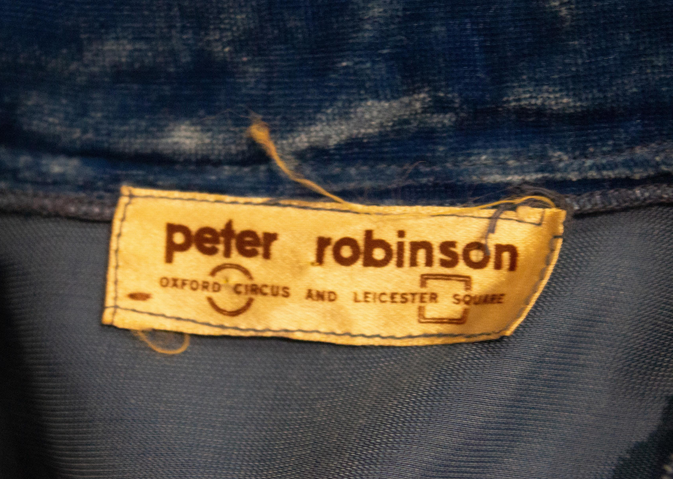 peter robinson
OXFORD CIRCUS AND LEICESTER SQUARE